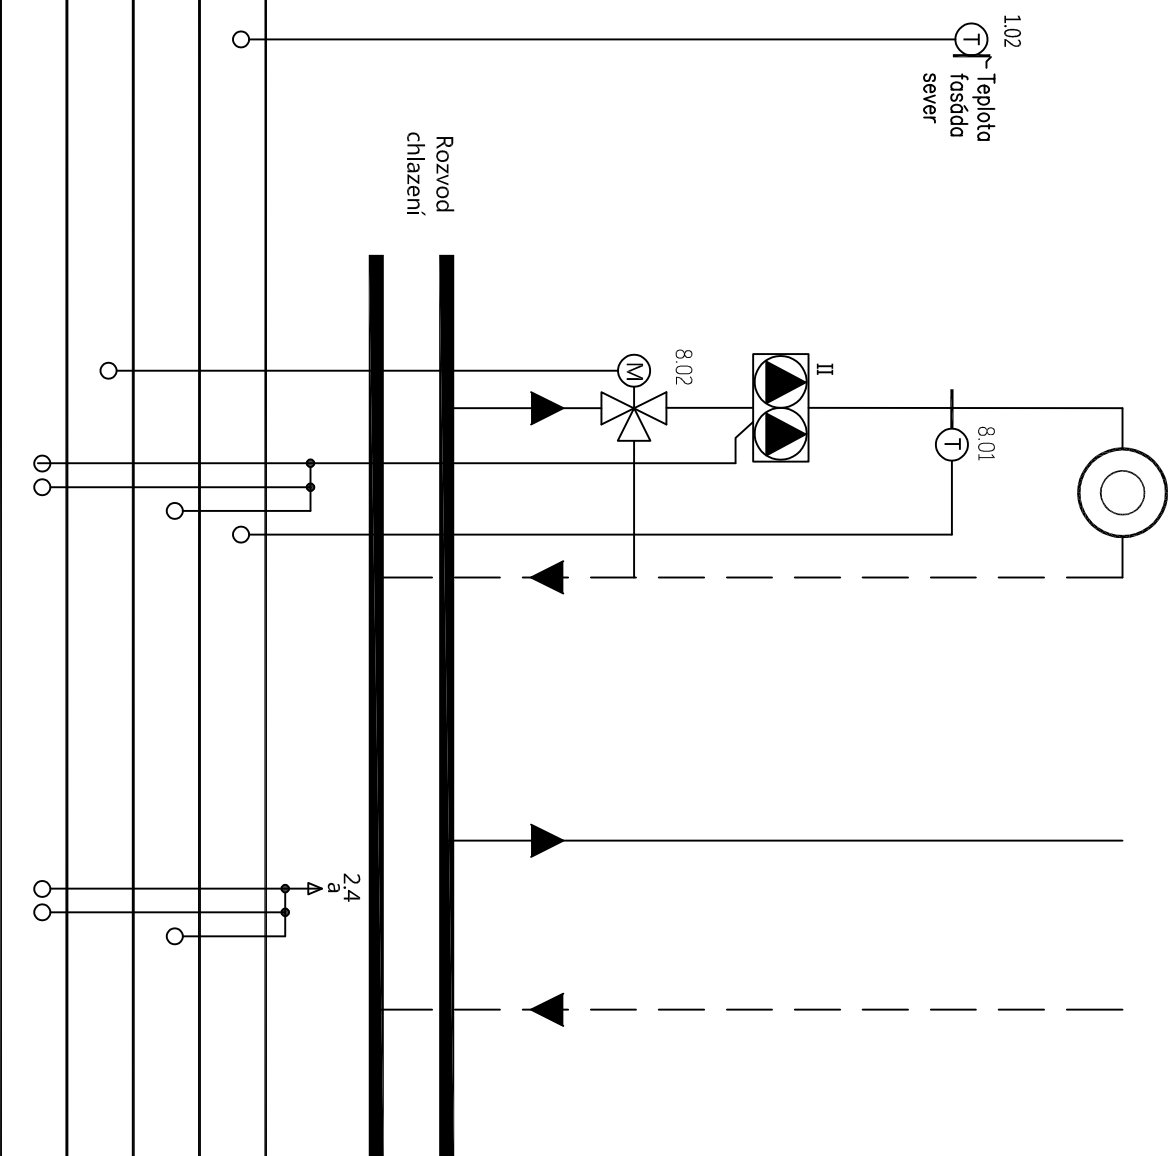 1.02
T
Teplota
fasáda
sever
Rozvod
chlazení
II
8.02
M
8.01
T
2.4
a